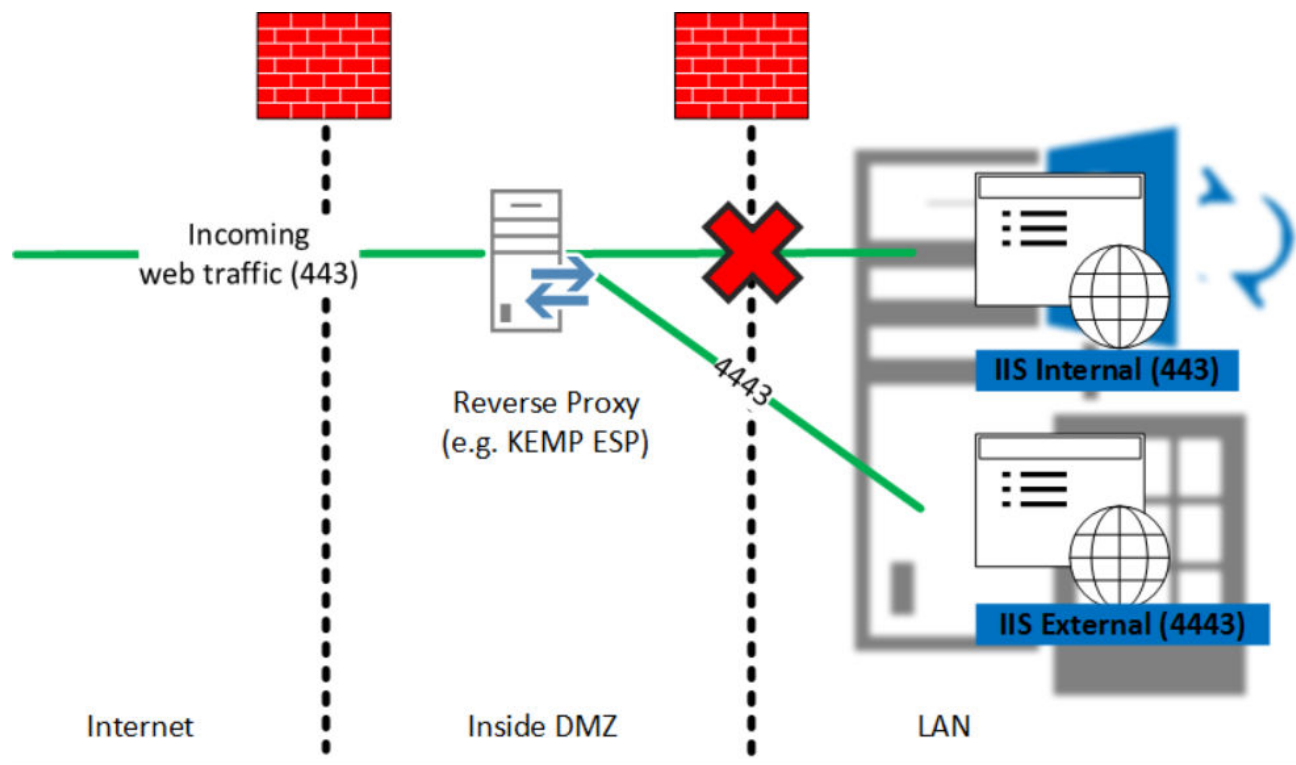 Incoming
web traffic (443)
4443
Reverse Proxy
(e.g. KEMP ESP)
IIS Internal (443)
IIS External (4443)
Internet
Inside DMZ
LAN